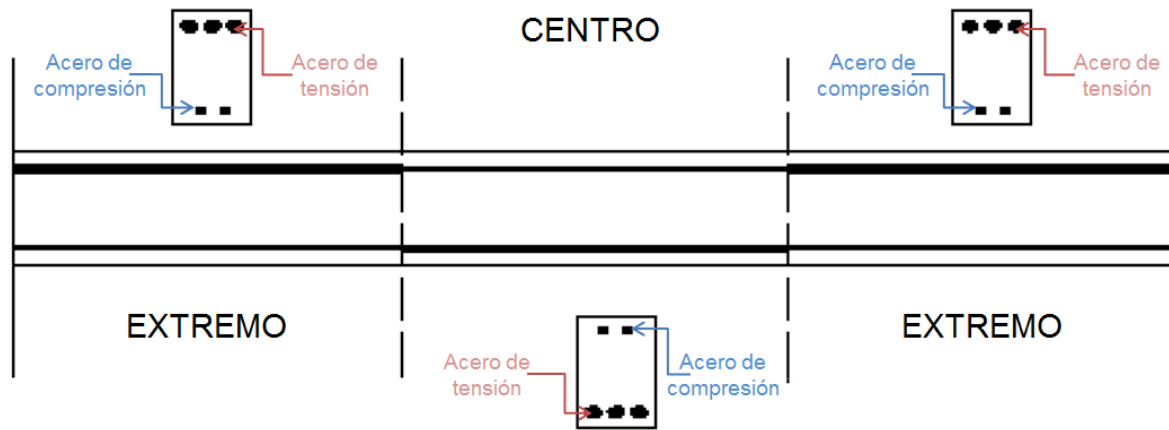 CENTRO
Acero de
compresión
Acero de
tensión
Acero de
compresión
Acero de
tensión
EXTREMO
EXTREMO
Acero de
tensión
Acero de
compresión